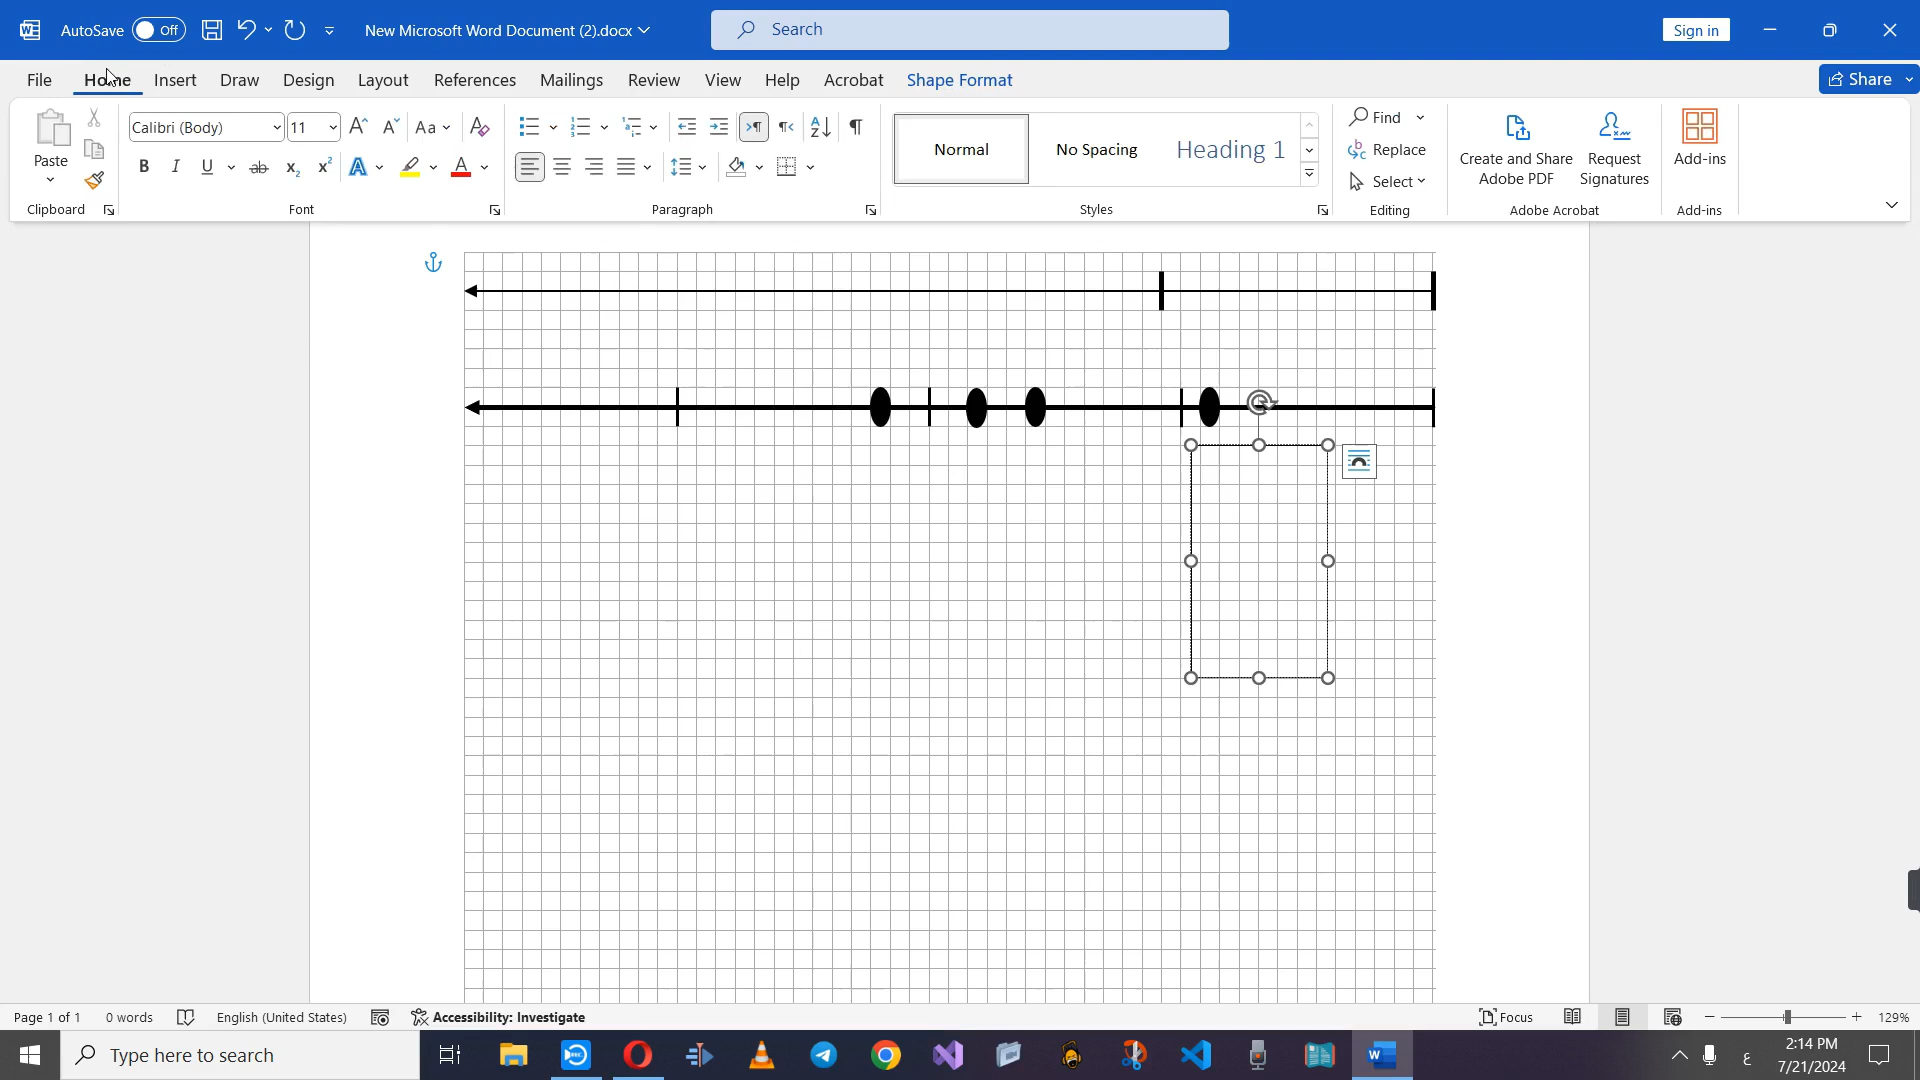 AutoSave Off New Microsoft Word Document (2).docx Search Sign in
File Home Insert Draw Design Layout References Mailings Review View Help Acrobat Shape Format Share
Paste
Clipboard
Calibri (Body) 11
Font
Paragraph
Normal No Spacing Heading 1
Styles
Find
Replace
Select
Editing
Create and Share
Adobe PDF
Request
Signatures
Adobe Acrobat
Add-ins
Add-ins
Page 1 of 1 0 words English (United States) Accessibility: Investigate Focus 129%
Type here to search ع 2:14 PM
7/21/2024